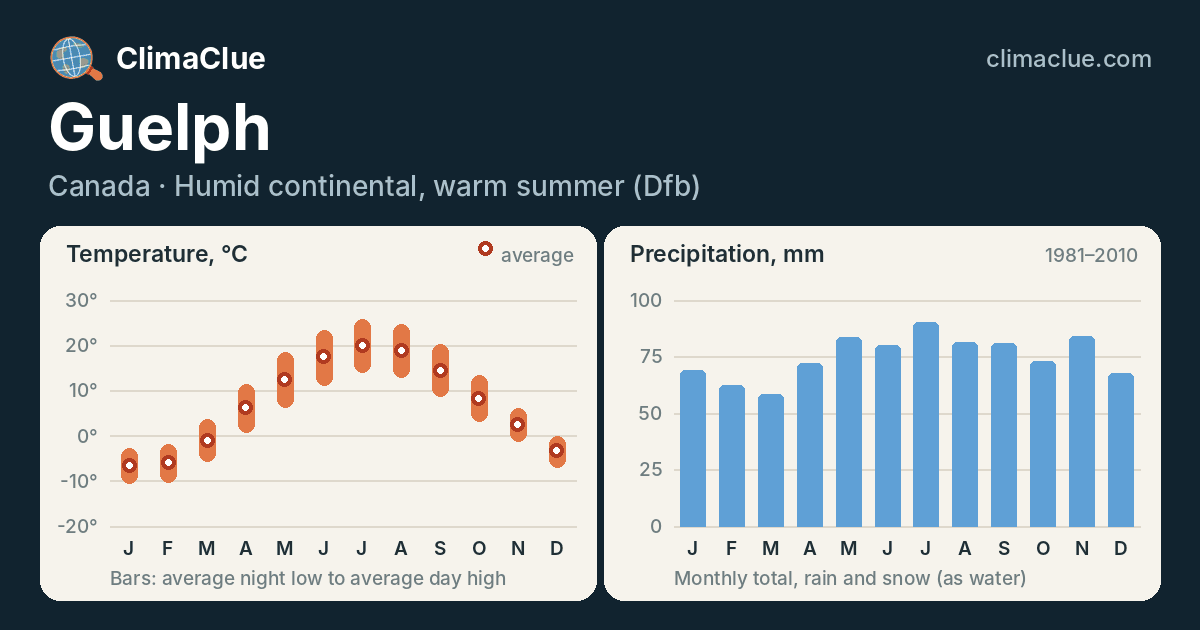 ClimaClue
climaclue.com
Guelph
Canada · Humid continental, warm summer (Dfb)
Temperature, °C
average
30°
20°
10°
0°
-10°
-20°
J F M A M J J A S O N D
Bars: average night low to average day high
Precipitation, mm
1981–2010
100
75
50
25
0
J F M A M J J A S O N D
Monthly total, rain and snow (as water)